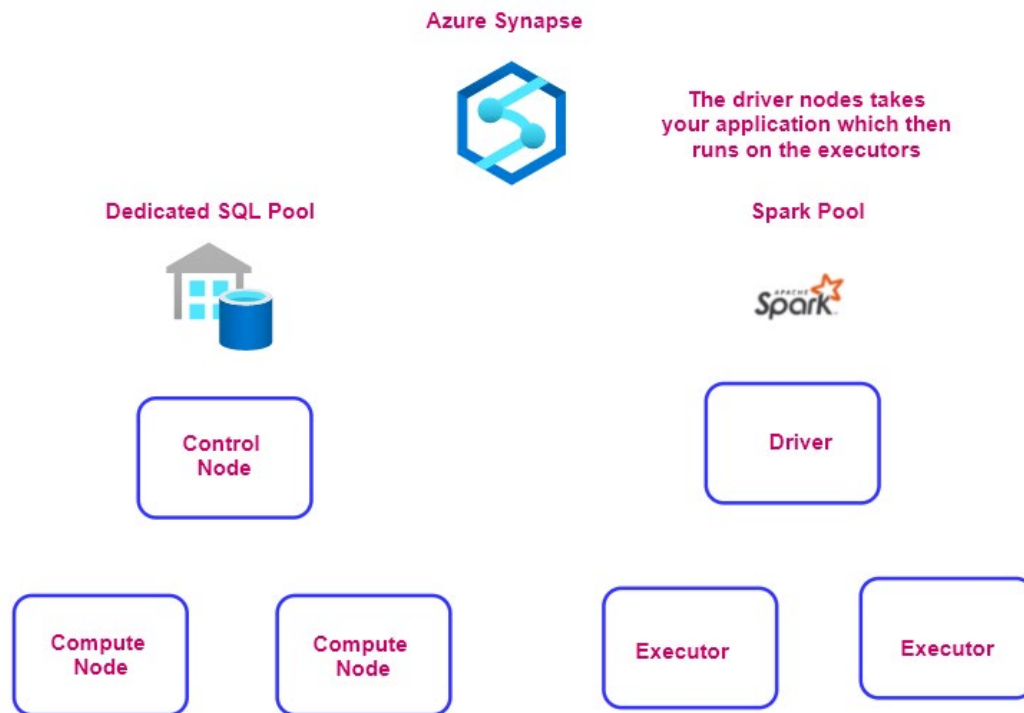 Azure Synapse
The driver nodes takes
your application which then
runs on the executors
Dedicated SQL Pool
Spark Pool
APACHE
Spark
Control
Node
Driver
Compute
Node
Compute
Node
Executor
Executor